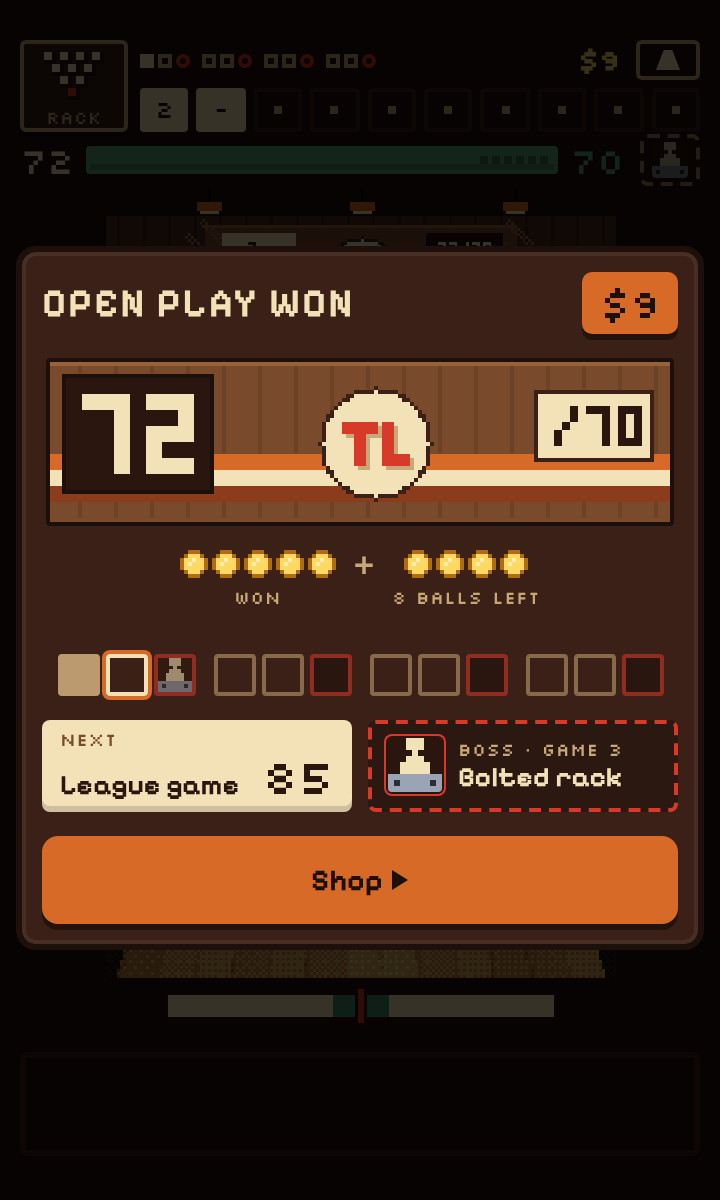 $9
RACK
2 -
72 70
OPEN PLAY WON
$9
72
TL
/70
+
WON
8 BALLS LEFT
NEXT
League game 85
BOSS · GAME 3
Bolted rack
Shop